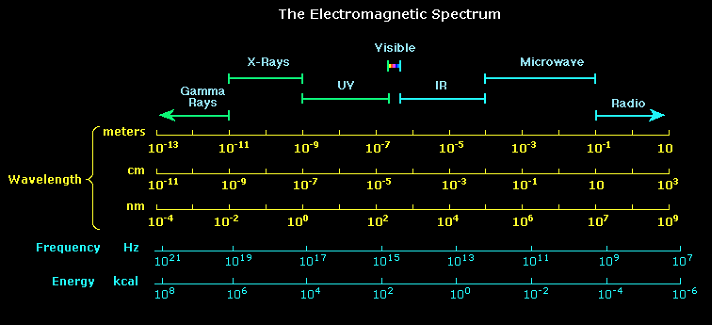 The Electromagnetic Spectrum
Visible
X-Rays
Microwave
Gamma
Rays
UV
IR
Radio
Wavelength
meters
10⁻¹³ 10⁻¹¹ 10⁻⁹ 10⁻⁷ 10⁻⁵ 10⁻³ 10⁻¹ 10
cm
10⁻¹¹ 10⁻⁹ 10⁻⁷ 10⁻⁵ 10⁻³ 10⁻¹ 10 10³
nm
10⁻⁴ 10⁻² 10⁰ 10² 10⁴ 10⁶ 10⁷ 10⁹
Frequency Hz
10²¹ 10¹⁹ 10¹⁷ 10¹⁵ 10¹³ 10¹¹ 10⁹ 10⁷
Energy kcal
10⁸ 10⁶ 10⁴ 10² 10⁰ 10⁻² 10⁻⁴ 10⁻⁶